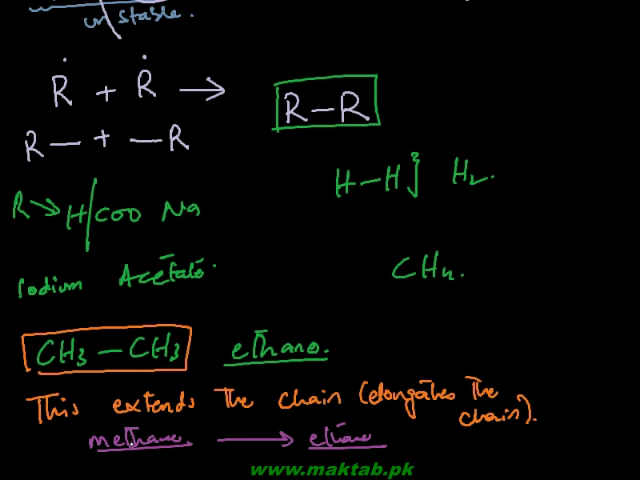 unstable.
Ṙ + Ṙ → R—R
R— + —R
H—H} H₂.
R→H/COO Na
sodium Acetate.
CH₄.
CH3—CH3 ethane.
This extends the chain (elongates the
chain).
methane → ethane
www.maktab.pk